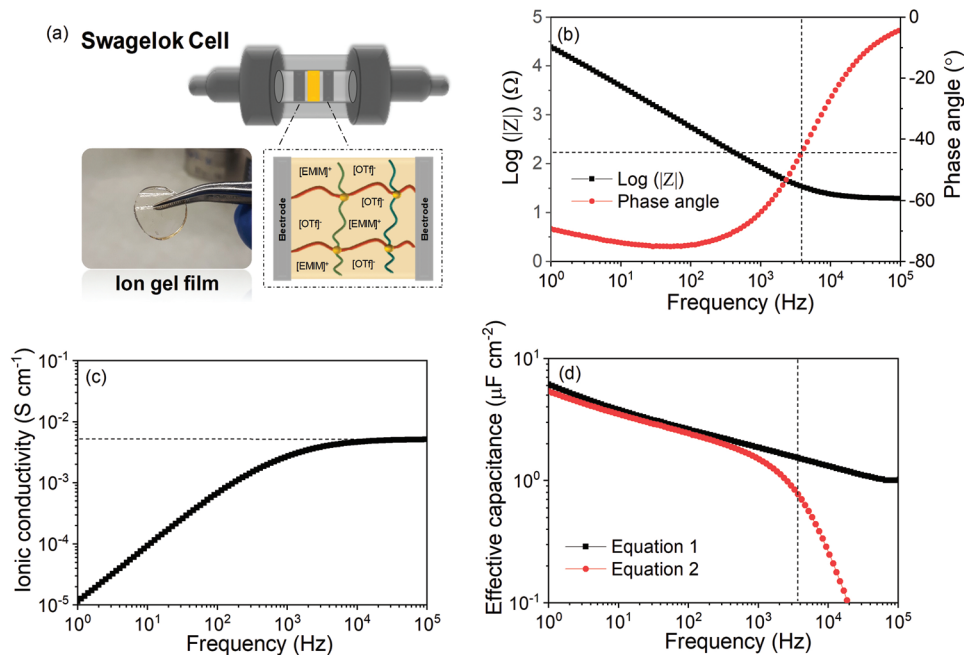 (a)
Swagelok Cell
[EMIM]⁺
[OTf]⁻
[OTf]⁻
[EMIM]⁺
[EMIM]⁺
[OTf]⁻
Electrode
Electrode
Ion gel film
(b)
Log (|Z|) (Ω)
5
4
3
2
1
0
Log (|Z|)
Phase angle
Phase angle (°)
0
-20
-40
-60
-80
10⁰ 10¹ 10² 10³ 10⁴ 10⁵
Frequency (Hz)
(c)
Ionic conductivity (S cm⁻¹)
10⁻¹
10⁻²
10⁻³
10⁻⁴
10⁻⁵
10⁰ 10¹ 10² 10³ 10⁴ 10⁵
Frequency (Hz)
(d)
Effective capacitance (μF cm⁻²)
10¹
10⁰
10⁻¹
Equation 1
Equation 2
10⁰ 10¹ 10² 10³ 10⁴ 10⁵
Frequency (Hz)